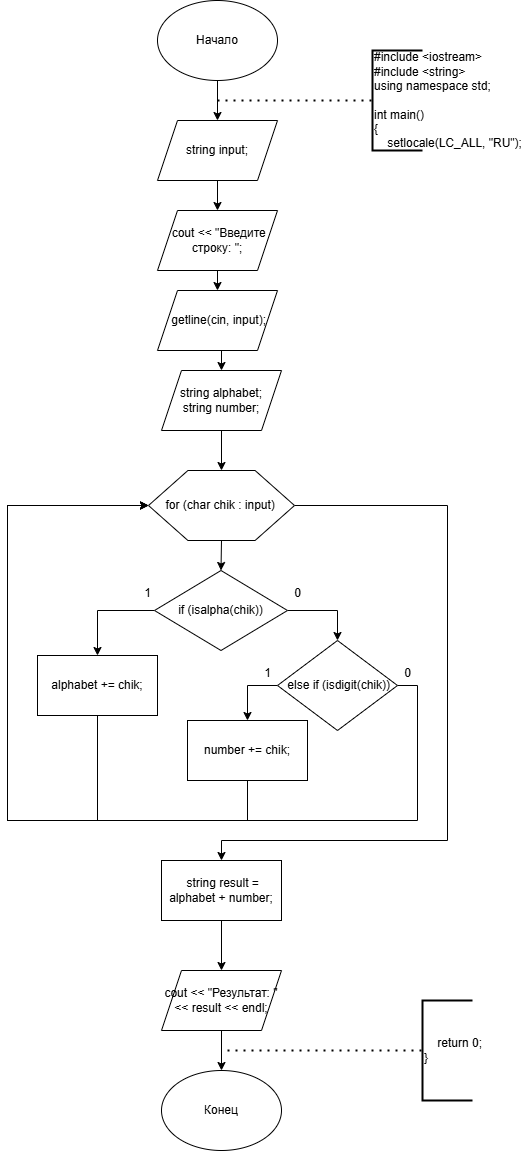 Начало
#include <iostream>
#include <string>
using namespace std;
int main()
{
setlocale(LC_ALL, "RU");
string input;
cout << "Введите
строку: ";
getline(cin, input);
string alphabet;
string number;
for (char chik : input)
1
0
if (isalpha(chik))
1
0
else if (isdigit(chik))
alphabet += chik;
number += chik;
string result =
alphabet + number;
cout << "Результат: "
<< result << endl;
return 0;
}
Конец